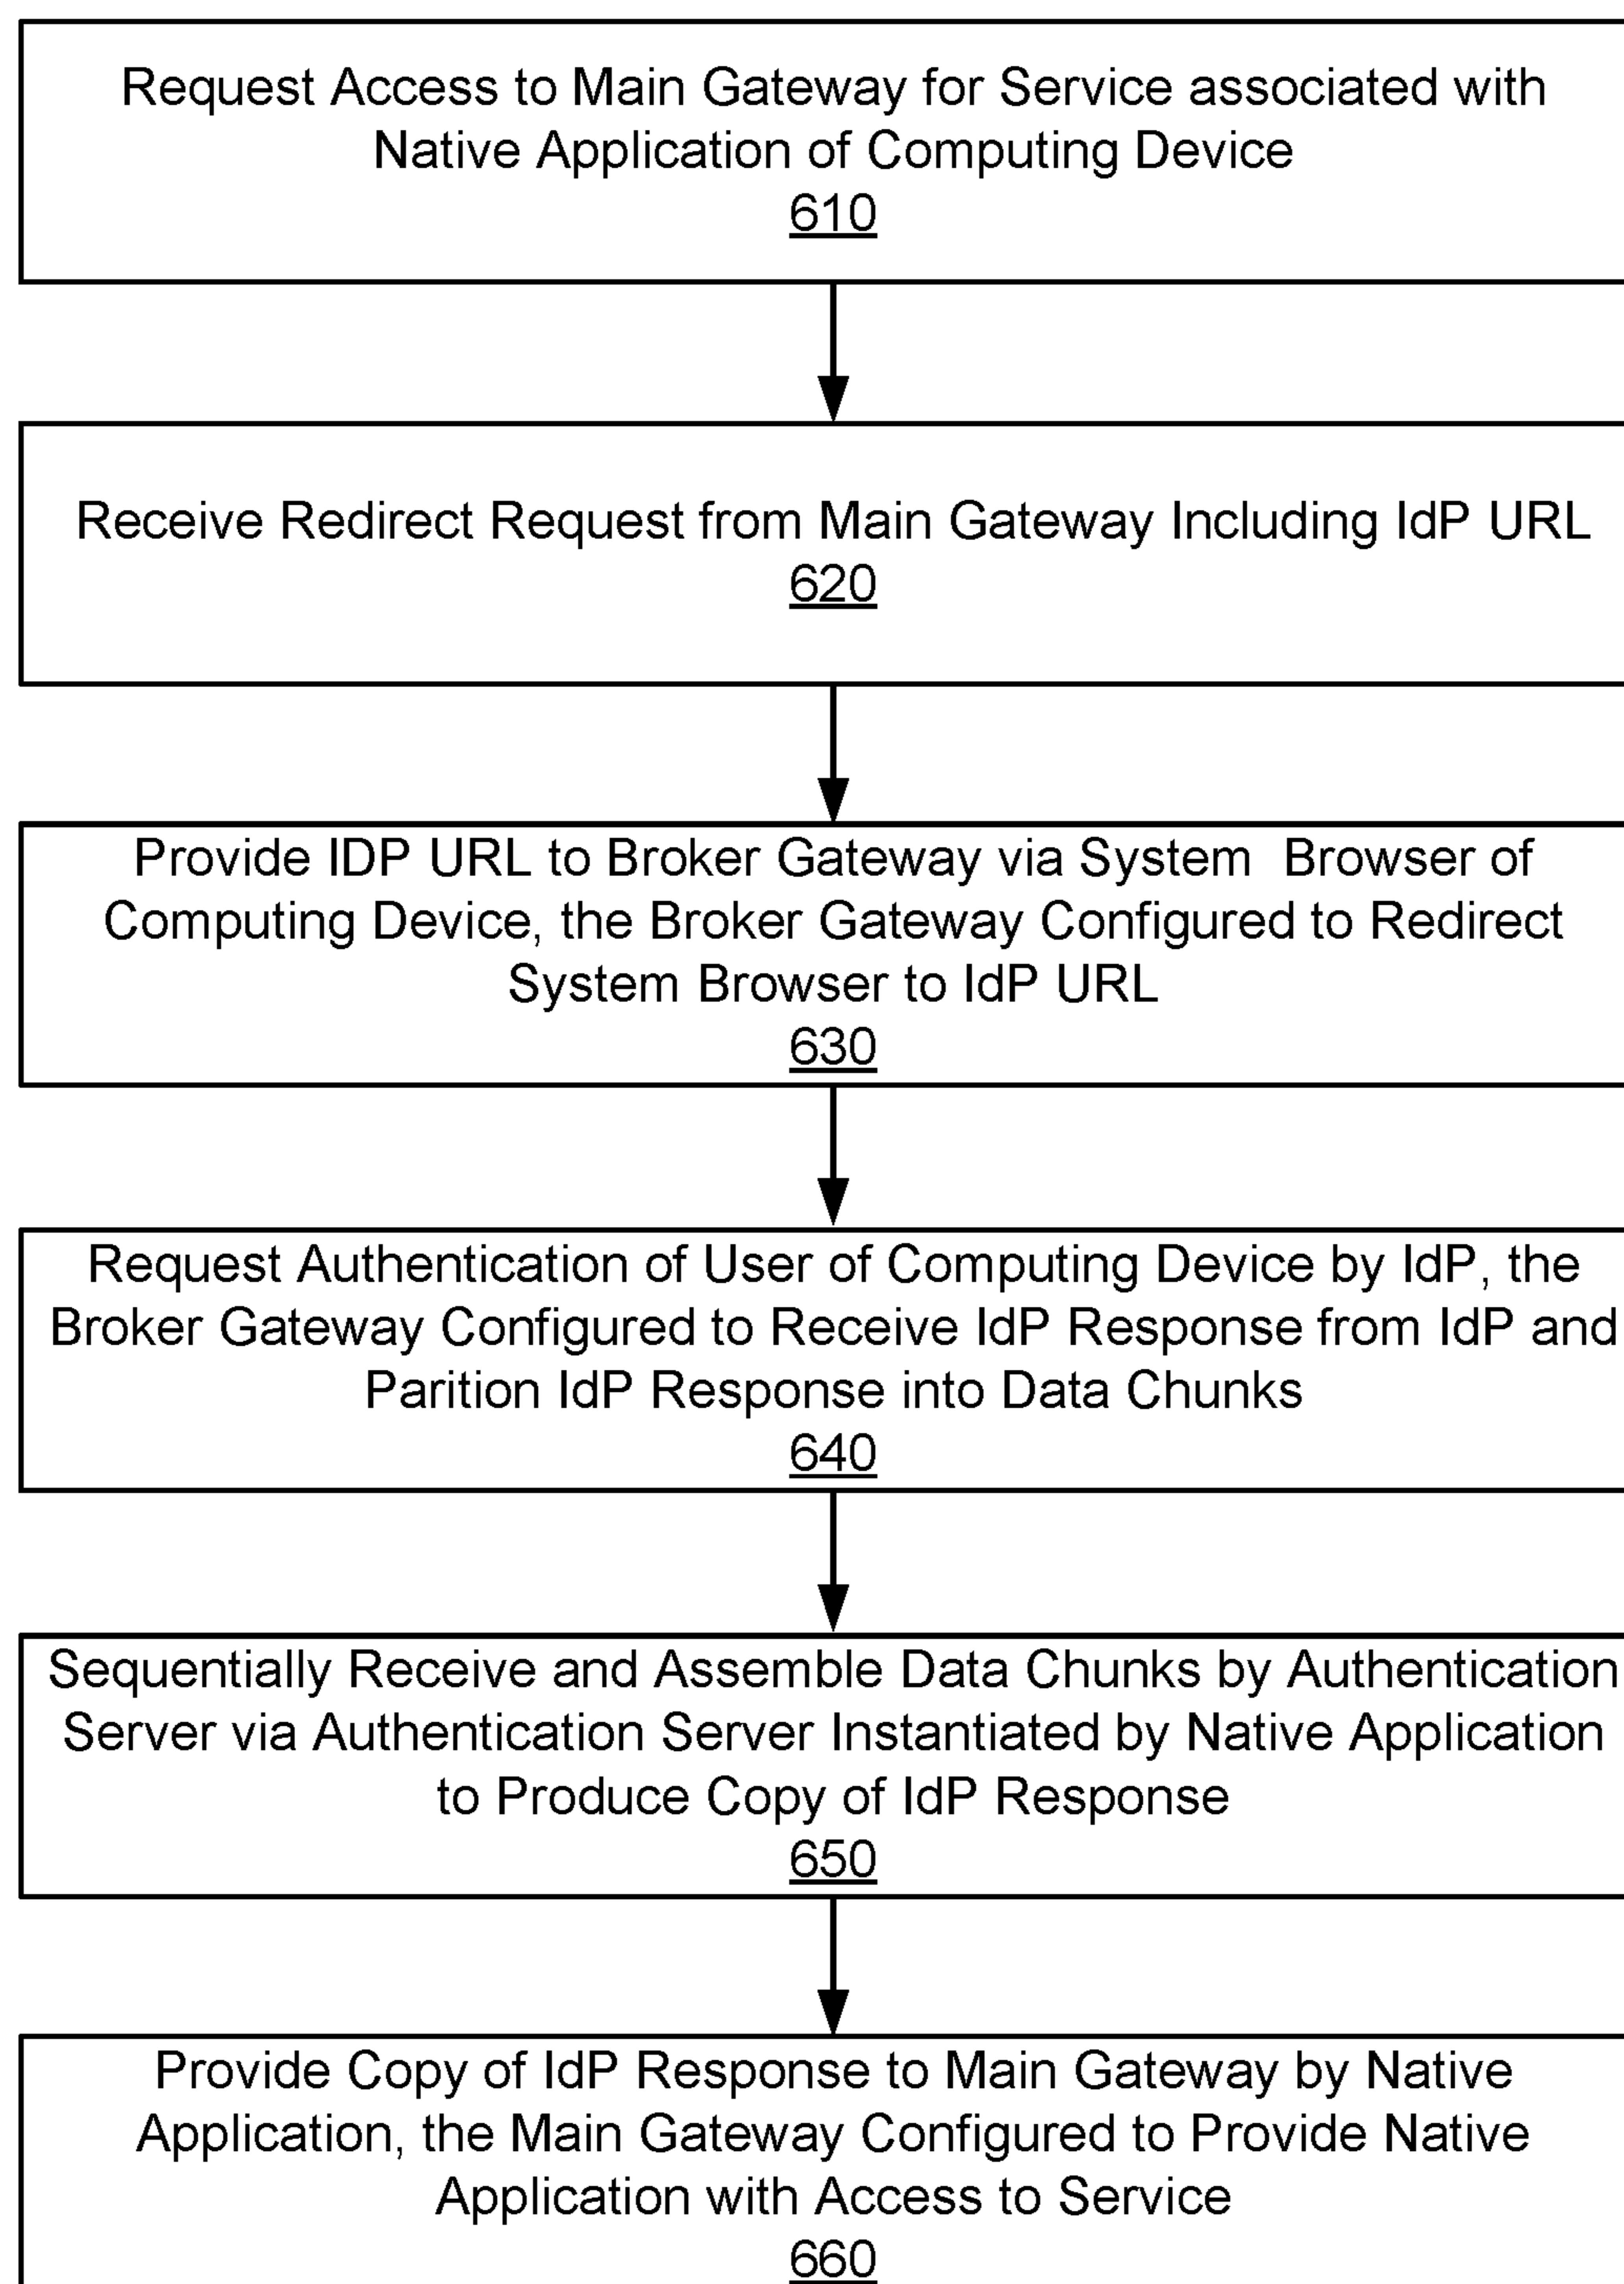 Request Access to Main Gateway for Service associated with
Native Application of Computing Device
610
Receive Redirect Request from Main Gateway Including IdP URL
620
Provide IDP URL to Broker Gateway via System Browser of
Computing Device, the Broker Gateway Configured to Redirect
System Browser to IdP URL
630
Request Authentication of User of Computing Device by IdP, the
Broker Gateway Configured to Receive IdP Response from IdP and
Parition IdP Response into Data Chunks
640
Sequentially Receive and Assemble Data Chunks by Authentication
Server via Authentication Server Instantiated by Native Application
to Produce Copy of IdP Response
650
Provide Copy of IdP Response to Main Gateway by Native
Application, the Main Gateway Configured to Provide Native
Application with Access to Service
660